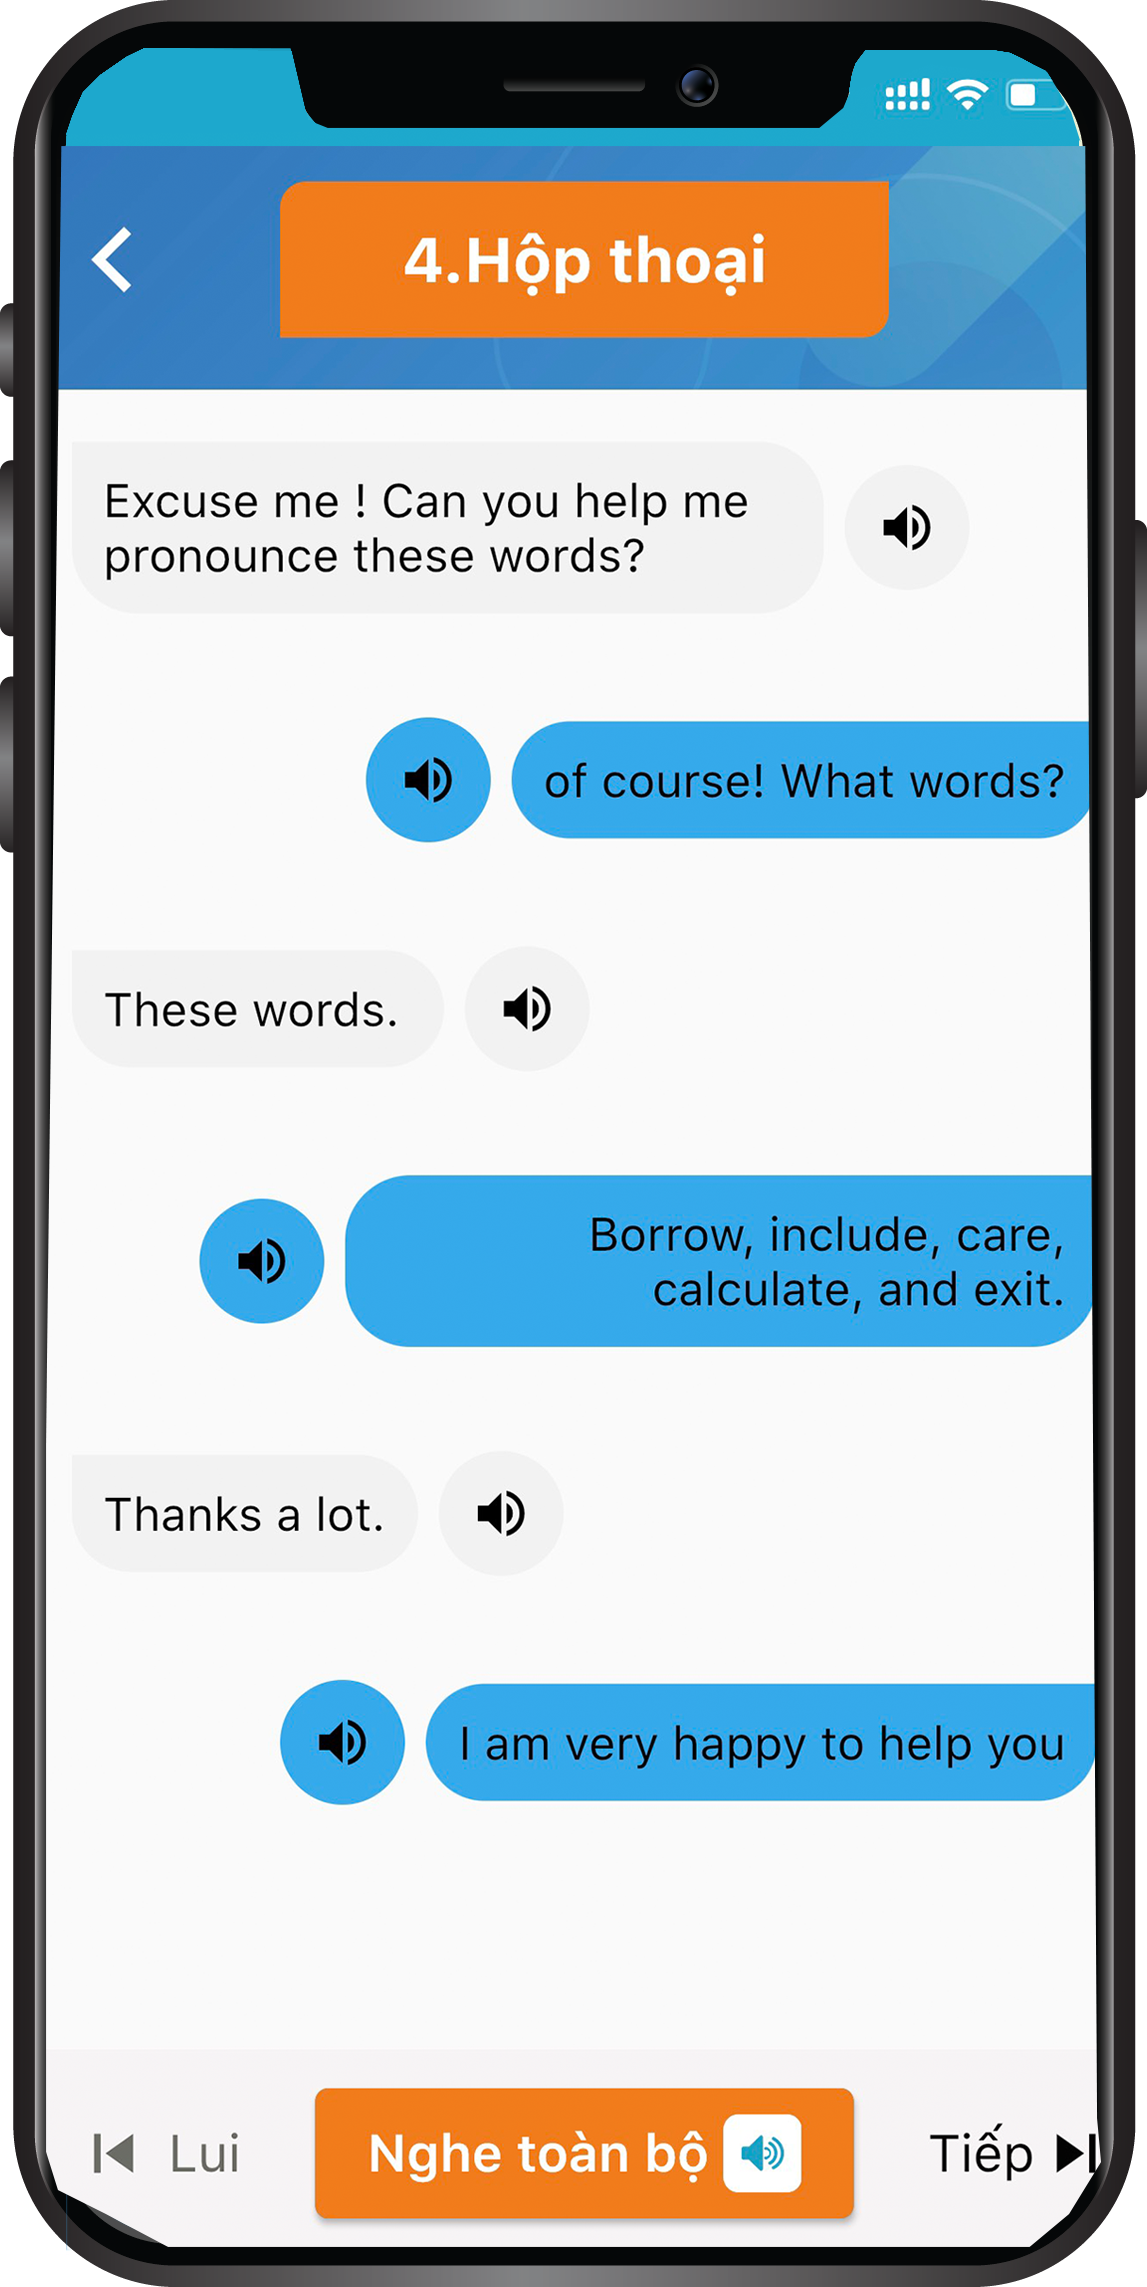 4.Hộp thoại
Excuse me ! Can you help me
pronounce these words?
of course! What words?
These words.
Borrow, include, care,
calculate, and exit.
Thanks a lot.
I am very happy to help you
Lui
Nghe toàn bộ
Tiếp